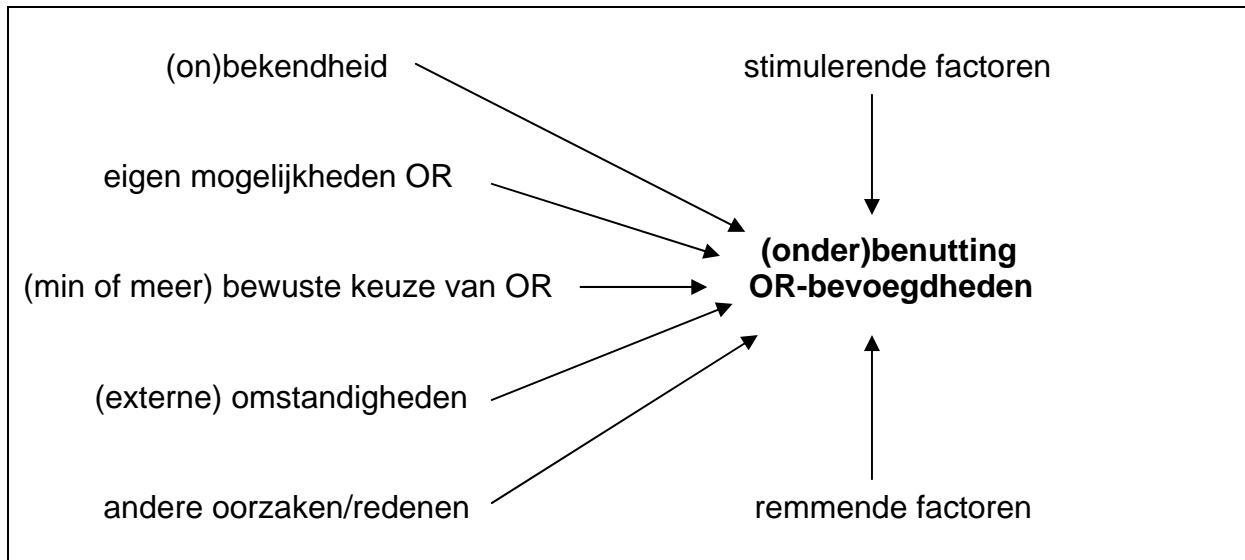 (on)bekendheid
stimulerende factoren
eigen mogelijkheden OR
(onder)benutting
OR-bevoegdheden
(min of meer) bewuste keuze van OR
(externe) omstandigheden
andere oorzaken/redenen
remmende factoren